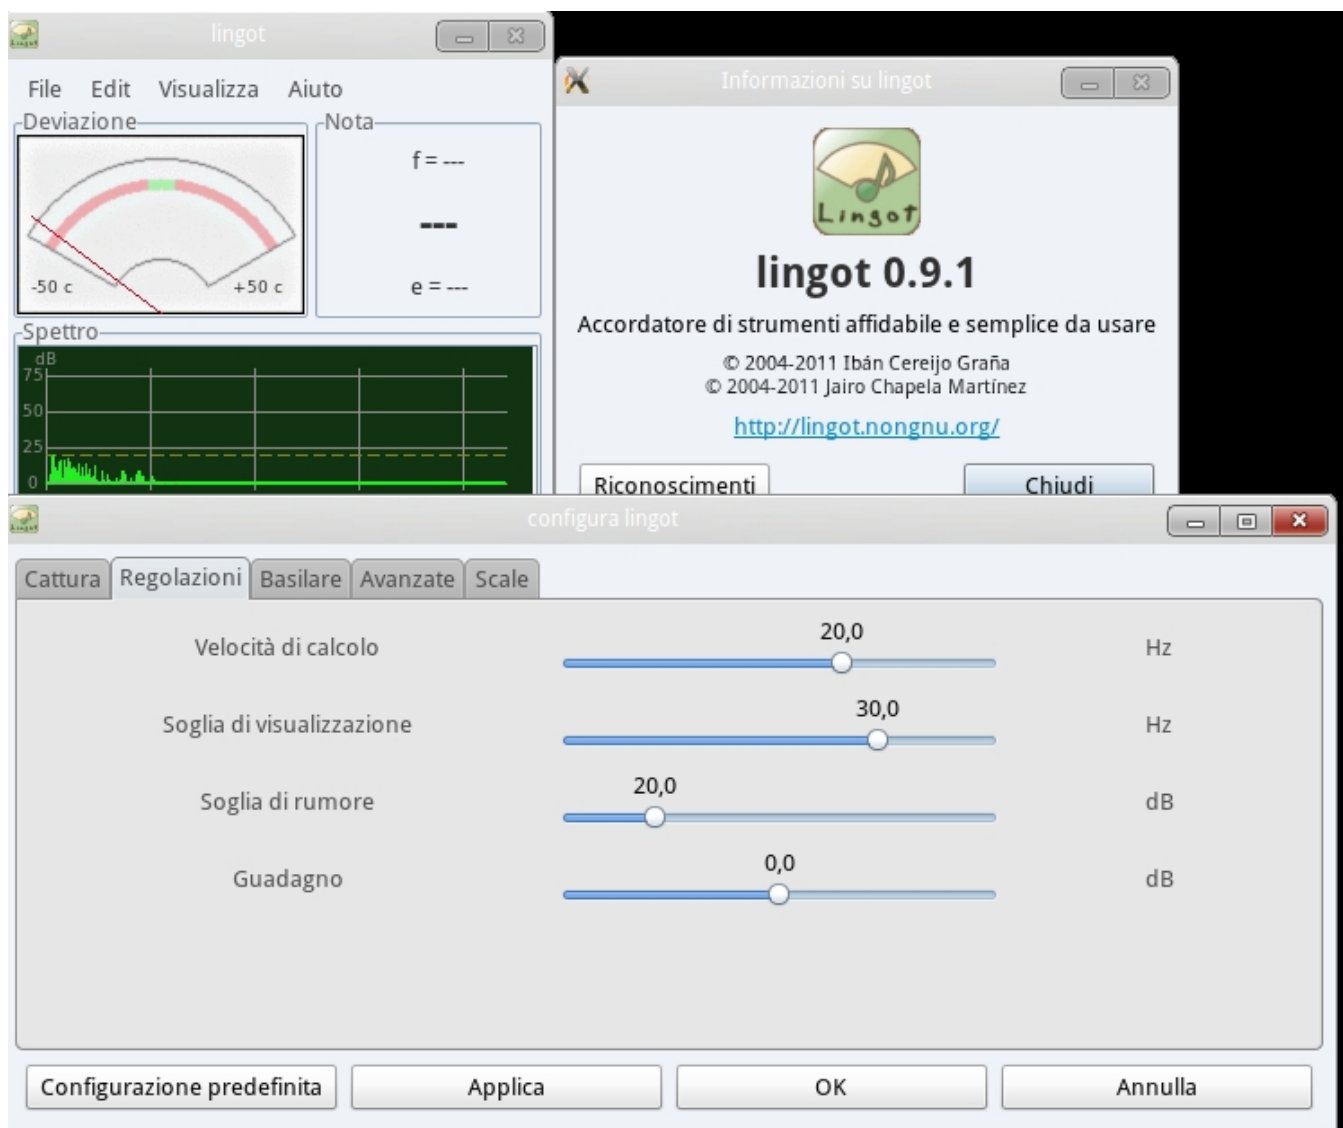 lingot
File Edit Visualizza Aiuto
Deviazione
-50 c
+50 c
Nota
f = ---
---
e = ---
Spettro
dB
75
50
25
0
Informazioni su lingot
Lingot
lingot 0.9.1
Accordatore di strumenti affidabile e semplice da usare
© 2004-2011 Ibán Cereijo Graña
© 2004-2011 Jairo Chapela Martínez
http://lingot.nongnu.org/
Riconoscimenti
Chiudi
configura lingot
Cattura Regolazioni Basilare Avanzate Scale
Velocità di calcolo 20,0 Hz
Soglia di visualizzazione 30,0 Hz
Soglia di rumore 20,0 dB
Guadagno 0,0 dB
Configurazione predefinita
Applica
OK
Annulla